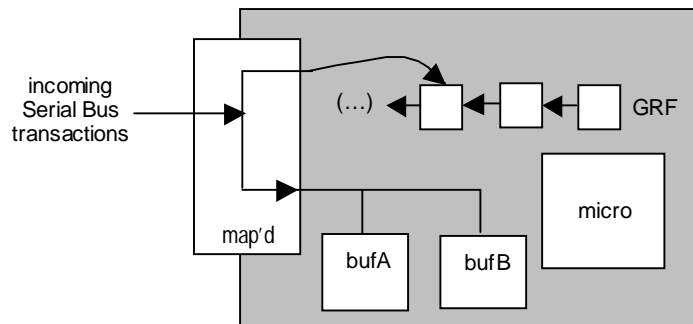 incoming
Serial Bus
transactions
(...)
GRF
map'd
micro
bufA
bufB